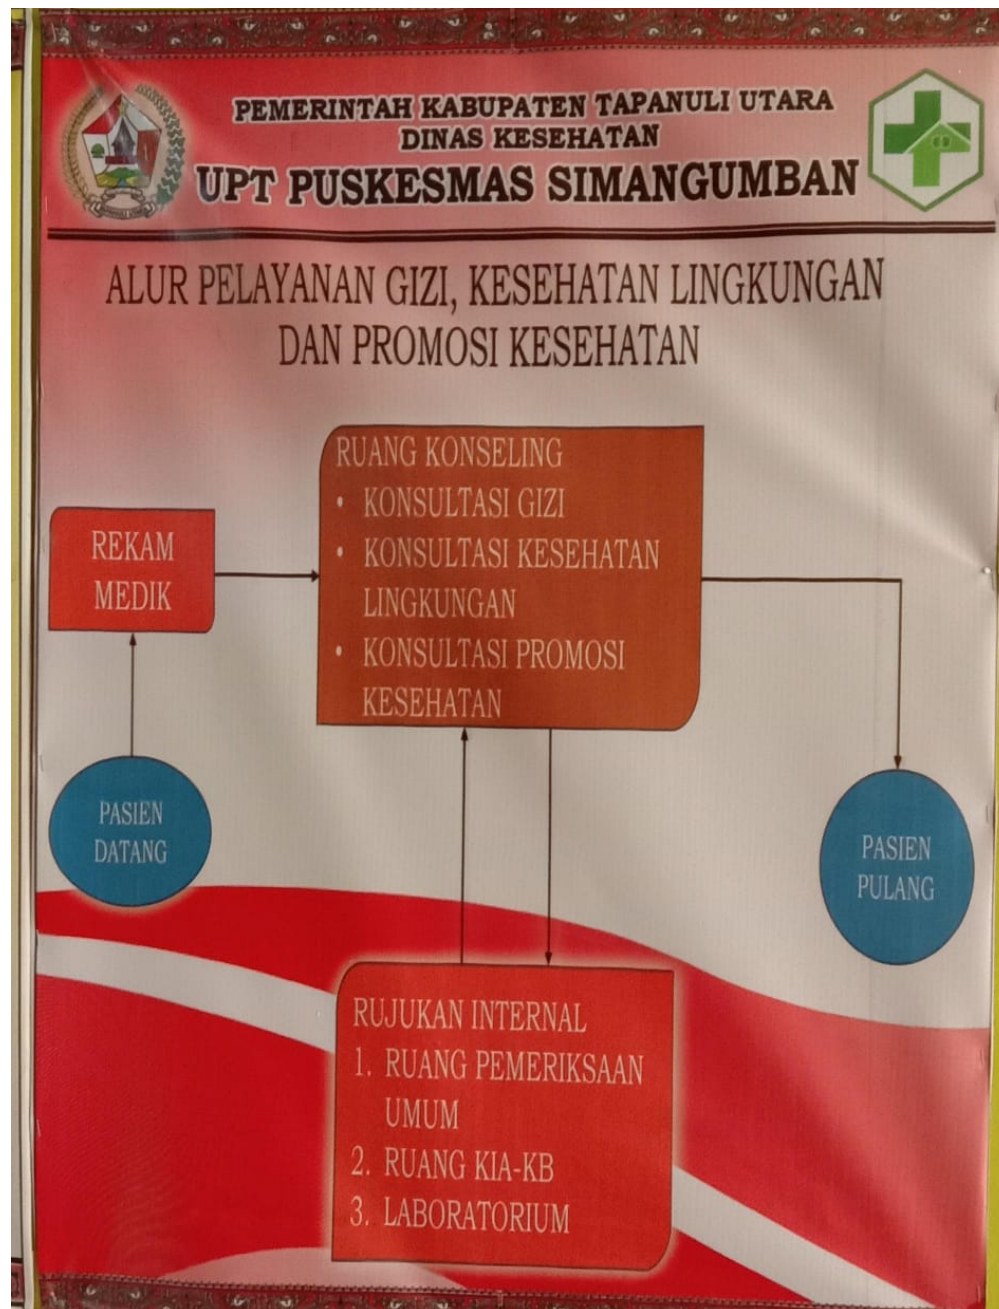 PEMERINTAH KABUPATEN TAPANULI UTARA
DINAS KESEHATAN
UPT PUSKESMAS SIMANGUMBAN
ALUR PELAYANAN GIZI, KESEHATAN LINGKUNGAN
DAN PROMOSI KESEHATAN
RUANG KONSELING
• KONSULTASI GIZI
• KONSULTASI KESEHATAN
LINGKUNGAN
• KONSULTASI PROMOSI
KESEHATAN
REKAM
MEDIK
PASIEN
DATANG
PASIEN
PULANG
RUJUKAN INTERNAL
1. RUANG PEMERIKSAAN
UMUM
2. RUANG KIA-KB
3. LABORATORIUM